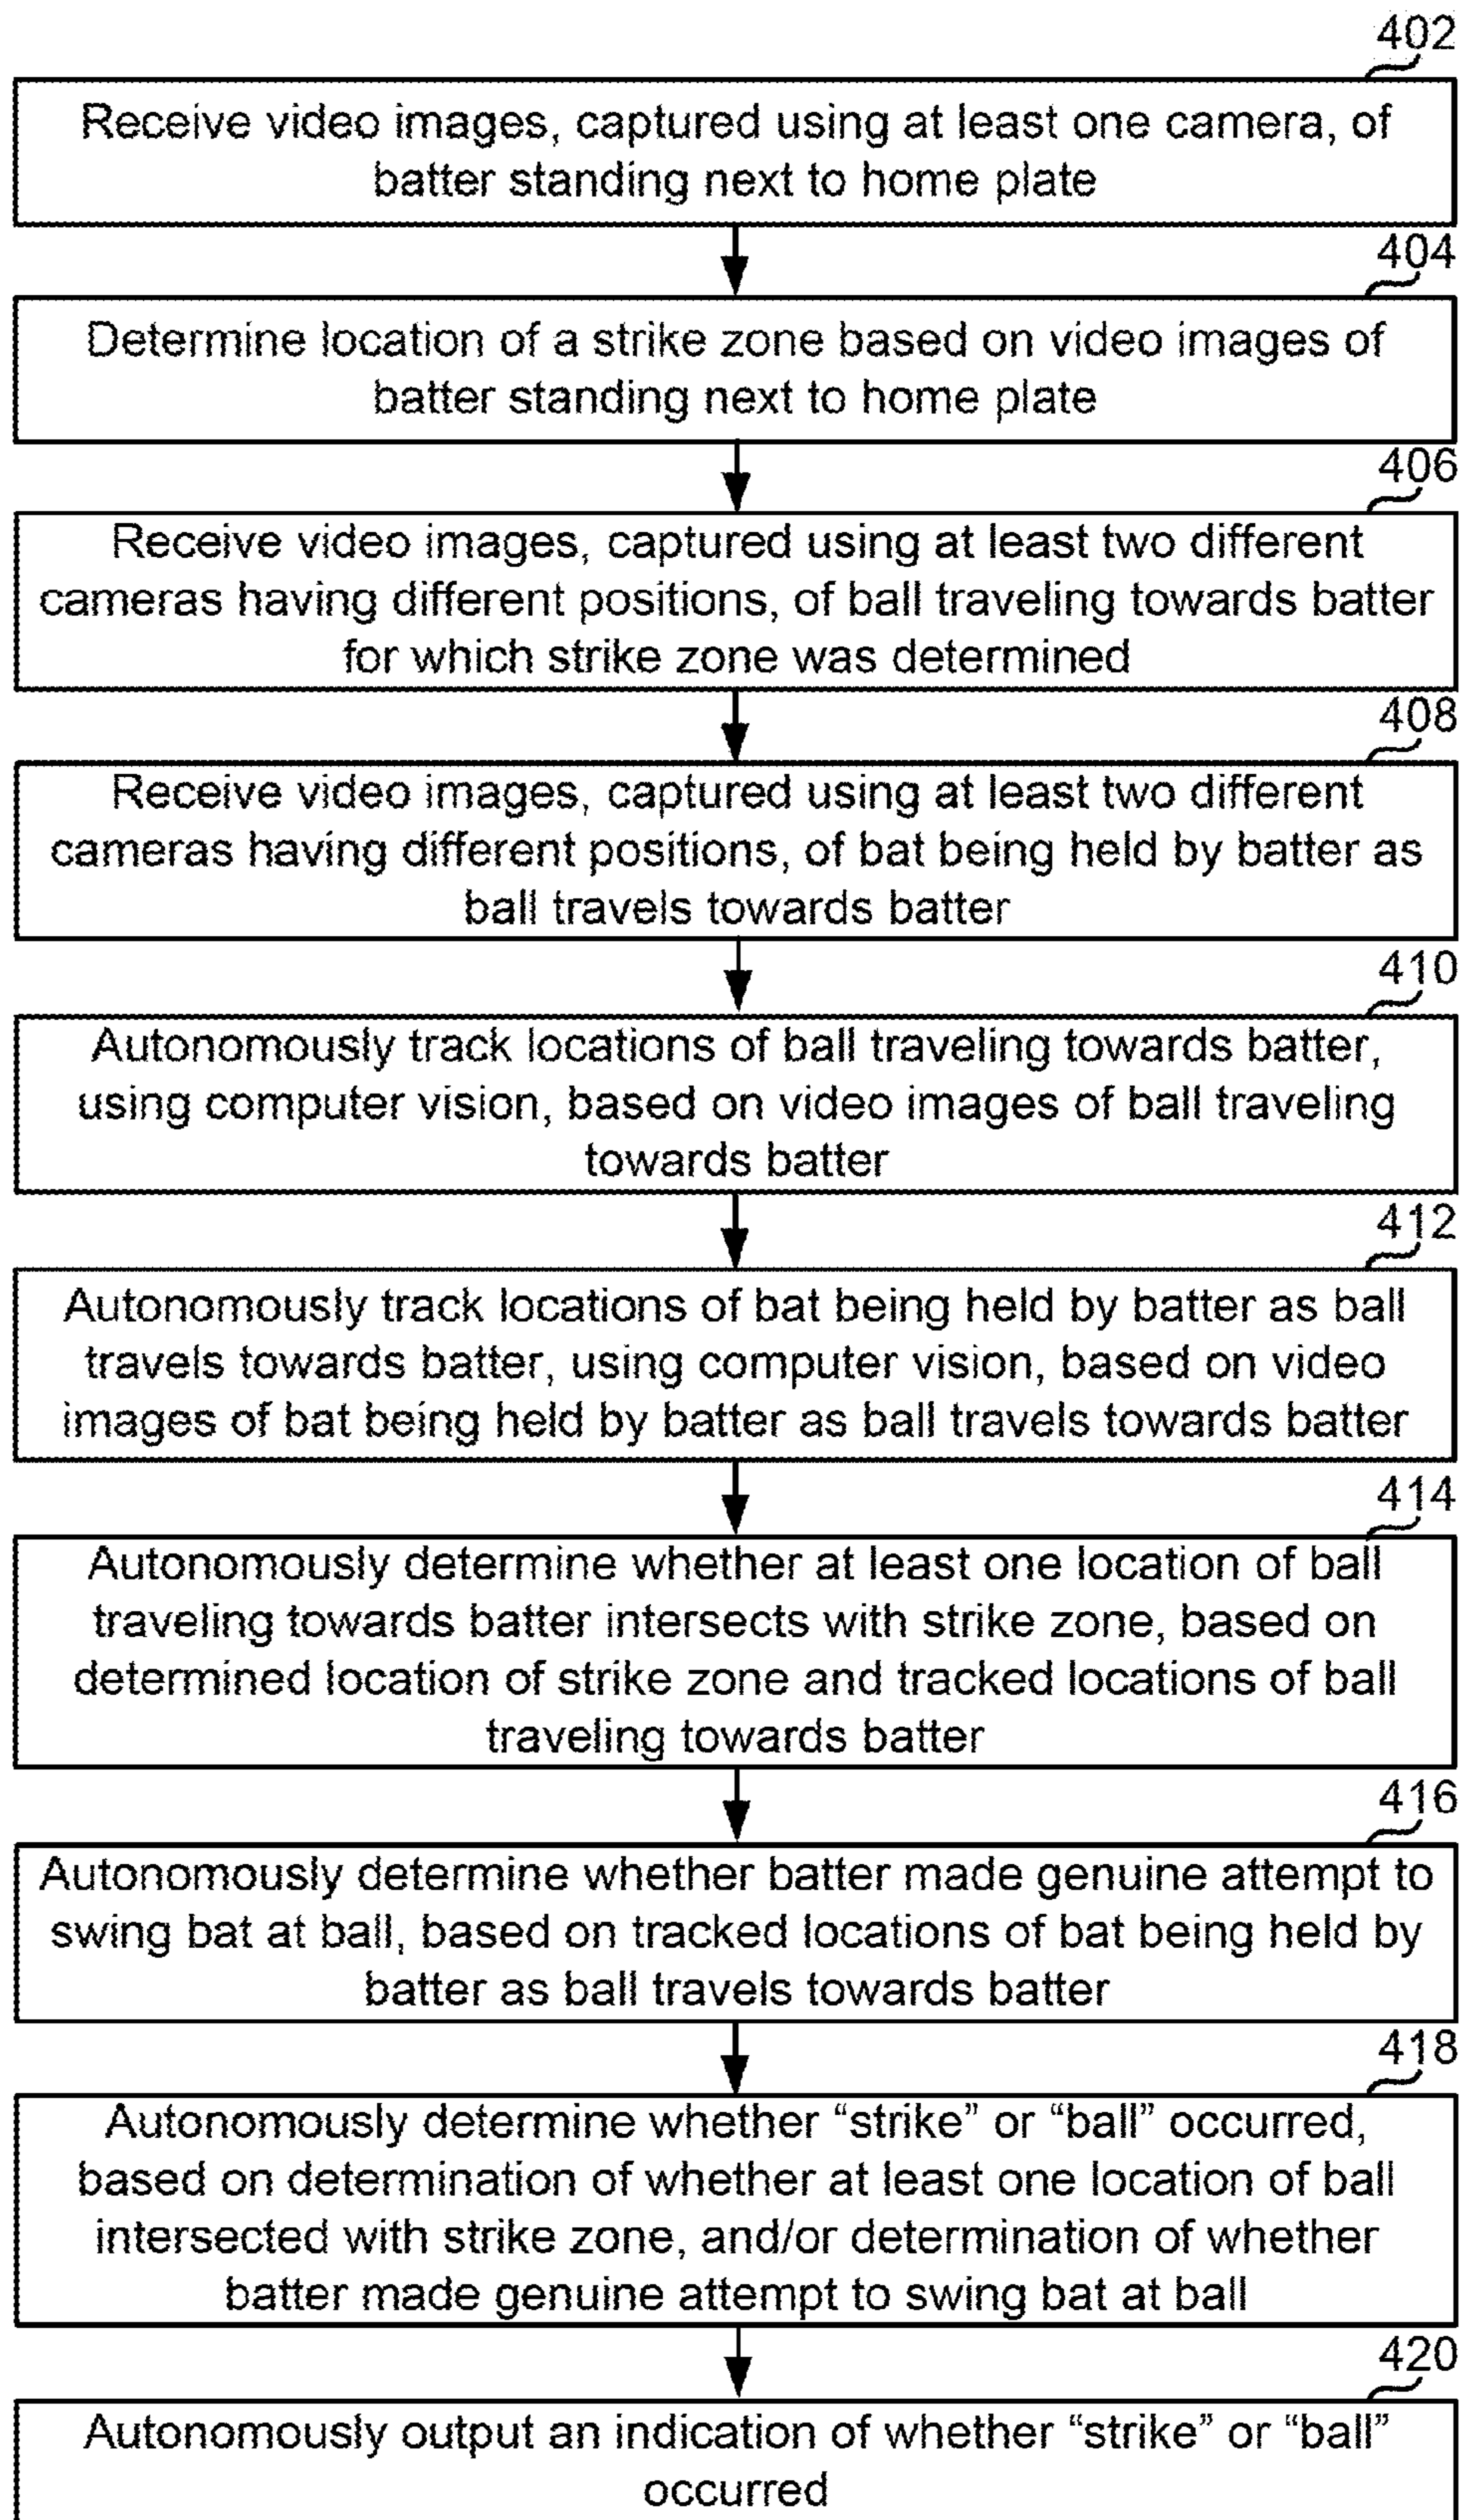 402
Receive video images, captured using at least one camera, of
batter standing next to home plate
404
Determine location of a strike zone based on video images of
batter standing next to home plate
406
Receive video images, captured using at least two different
cameras having different positions, of ball traveling towards batter
for which strike zone was determined
408
Receive video images, captured using at least two different
cameras having different positions, of bat being held by batter as
ball travels towards batter
410
Autonomously track locations of ball traveling towards batter,
using computer vision, based on video images of ball traveling
towards batter
412
Autonomously track locations of bat being held by batter as ball
travels towards batter, using computer vision, based on video
images of bat being held by batter as ball travels towards batter
414
Autonomously determine whether at least one location of ball
traveling towards batter intersects with strike zone, based on
determined location of strike zone and tracked locations of ball
traveling towards batter
416
Autonomously determine whether batter made genuine attempt to
swing bat at ball, based on tracked locations of bat being held by
batter as ball travels towards batter
418
Autonomously determine whether “strike” or “ball” occurred,
based on determination of whether at least one location of ball
intersected with strike zone, and/or determination of whether
batter made genuine attempt to swing bat at ball
420
Autonomously output an indication of whether “strike” or “ball”
occurred